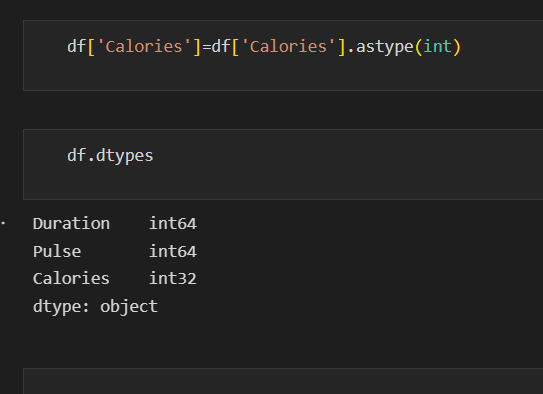 df['Calories']=df['Calories'].astype(int)
df.dtypes
Duration    int64
Pulse       int64
Calories    int32
dtype: object